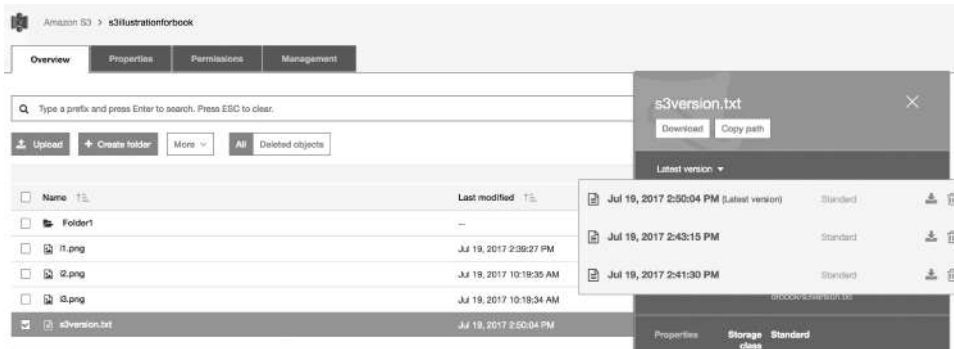 Amazon S3 > s3illustrationforbook
Overview Properties Permissions Management
Type a prefix and press Enter to search. Press ESC to clear.
Upload + Create folder More All Deleted objects
Name Last modified
Folder1 --
i1.png Jul 19, 2017 2:39:27 PM
i2.png Jul 19, 2017 10:19:35 AM
i3.png Jul 19, 2017 10:19:34 AM
s3version.txt Jul 19, 2017 2:50:04 PM
s3version.txt
Download Copy path
Latest version
Jul 19, 2017 2:50:04 PM (Latest version) Standard
Jul 19, 2017 2:43:15 PM Standard
Jul 19, 2017 2:41:30 PM Standard
orbook/s3version.txt
Properties Storage class Standard